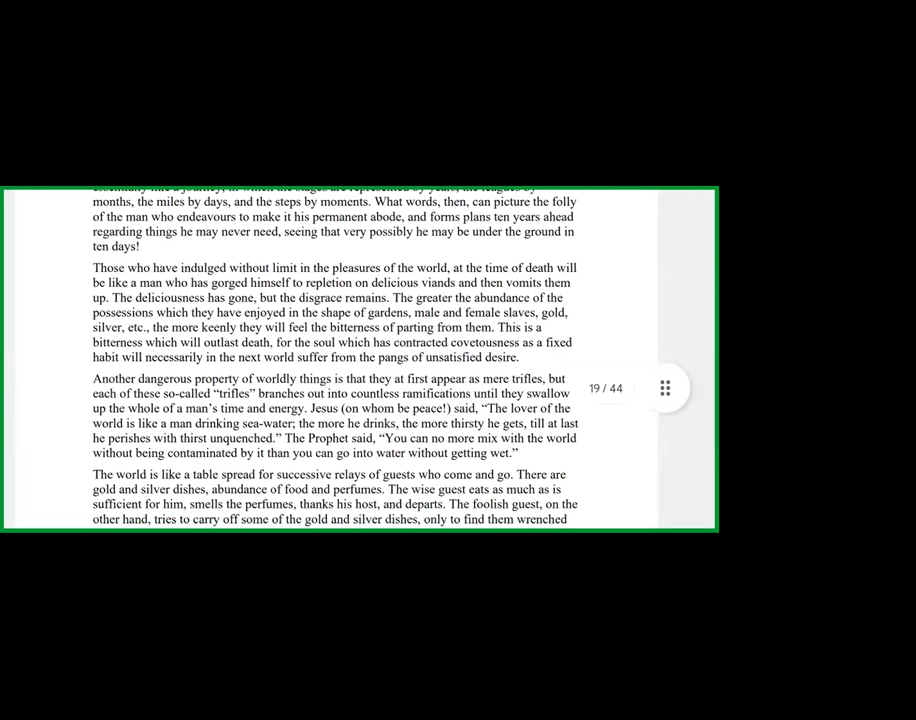 essentially like a journey, in which the stages are represented by years, the leagues by
months, the miles by days, and the steps by moments. What words, then, can picture the folly
of the man who endeavours to make it his permanent abode, and forms plans ten years ahead
regarding things he may never need, seeing that very possibly he may be under the ground in
ten days!
Those who have indulged without limit in the pleasures of the world, at the time of death will
be like a man who has gorged himself to repletion on delicious viands and then vomits them
up. The deliciousness has gone, but the disgrace remains. The greater the abundance of the
possessions which they have enjoyed in the shape of gardens, male and female slaves, gold,
silver, etc., the more keenly they will feel the bitterness of parting from them. This is a
bitterness which will outlast death, for the soul which has contracted covetousness as a fixed
habit will necessarily in the next world suffer from the pangs of unsatisfied desire.
Another dangerous property of worldly things is that they at first appear as mere trifles, but
each of these so-called “trifles” branches out into countless ramifications until they swallow
up the whole of a man’s time and energy. Jesus (on whom be peace!) said, “The lover of the
world is like a man drinking sea-water; the more he drinks, the more thirsty he gets, till at last
he perishes with thirst unquenched.” The Prophet said, “You can no more mix with the world
without being contaminated by it than you can go into water without getting wet.”
The world is like a table spread for successive relays of guests who come and go. There are
gold and silver dishes, abundance of food and perfumes. The wise guest eats as much as is
sufficient for him, smells the perfumes, thanks his host, and departs. The foolish guest, on the
other hand, tries to carry off some of the gold and silver dishes, only to find them wrenched
19 / 44